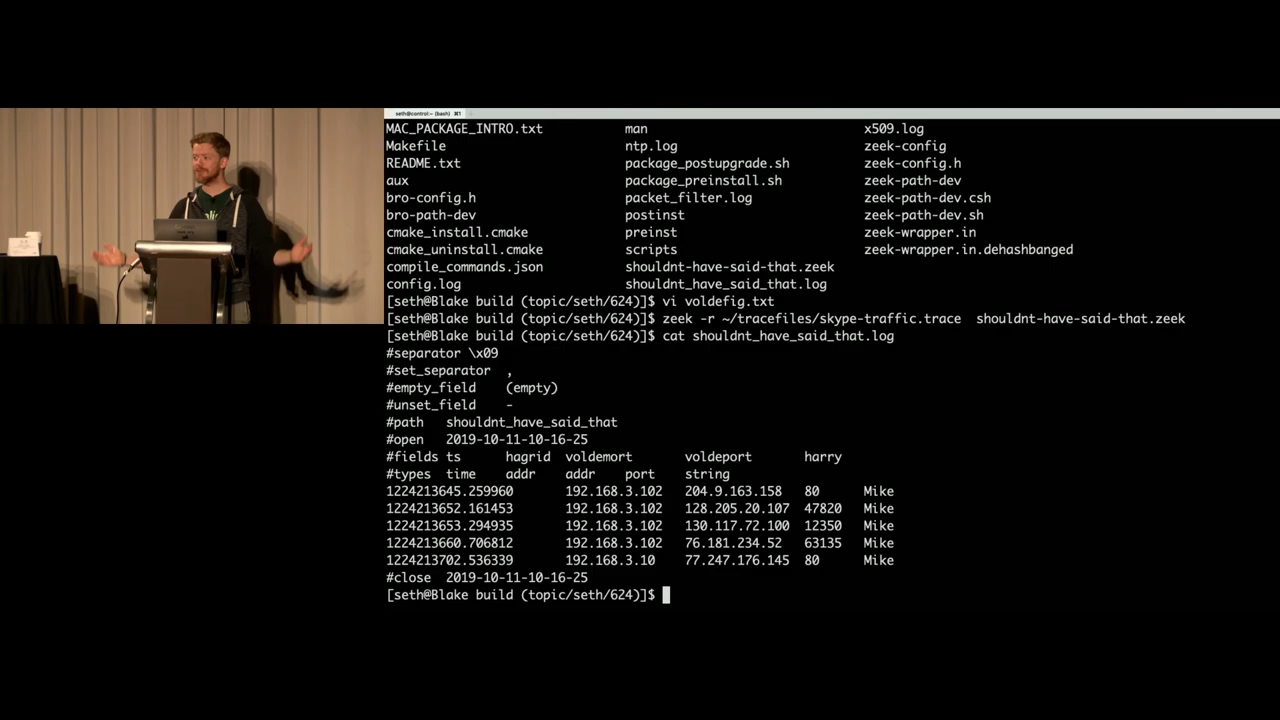 seth@control:~ (bash) ⌘1
MAC_PACKAGE_INTRO.txt man x509.log
Makefile ntp.log zeek-config
README.txt package_postupgrade.sh zeek-config.h
aux package_preinstall.sh zeek-path-dev
bro-config.h packet_filter.log zeek-path-dev.csh
bro-path-dev postinst zeek-path-dev.sh
cmake_install.cmake preinst zeek-wrapper.in
cmake_uninstall.cmake scripts zeek-wrapper.in.dehashbanged
compile_commands.json shouldnt-have-said-that.zeek
config.log shouldnt_have_said_that.log
[seth@Blake build (topic/seth/624)]$ vi voldefig.txt
[seth@Blake build (topic/seth/624)]$ zeek -r ~/tracefiles/skype-traffic.trace shouldnt-have-said-that.zeek
[seth@Blake build (topic/seth/624)]$ cat shouldnt_have_said_that.log
#separator \x09
#set_separator ,
#empty_field (empty)
#unset_field -
#path shouldnt_have_said_that
#open 2019-10-11-10-16-25
#fields ts hagrid voldemort voldeport harry
#types time addr addr port string
1224213645.259960 192.168.3.102 204.9.163.158 80 Mike
1224213652.161453 192.168.3.102 128.205.20.107 47820 Mike
1224213653.294935 192.168.3.102 130.117.72.100 12350 Mike
1224213660.706812 192.168.3.102 76.181.234.52 63135 Mike
1224213702.536339 192.168.3.10 77.247.176.145 80 Mike
#close 2019-10-11-10-16-25
[seth@Blake build (topic/seth/624)]$